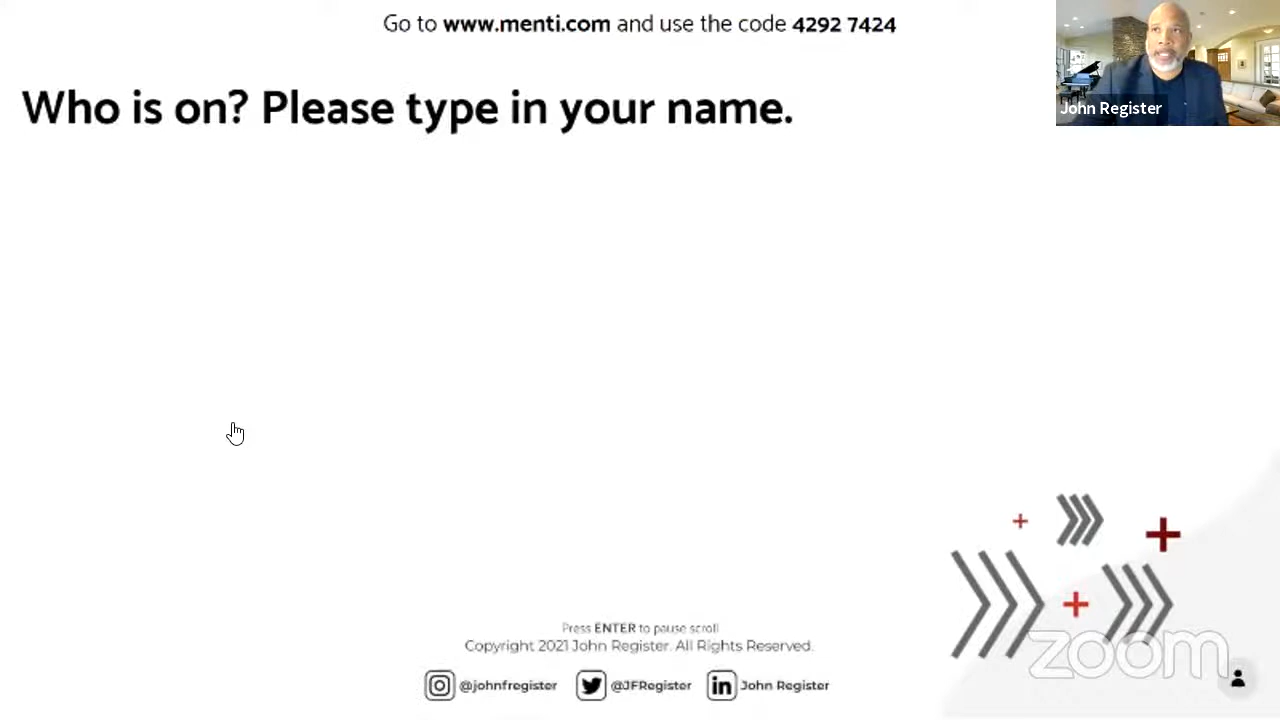 Go to www.menti.com and use the code 4292 7424
John Register
Who is on? Please type in your name.
Press ENTER to pause scroll
Copyright 2021 John Register. All Rights Reserved.
@johnfregister @JFRegister in John Register
zoom